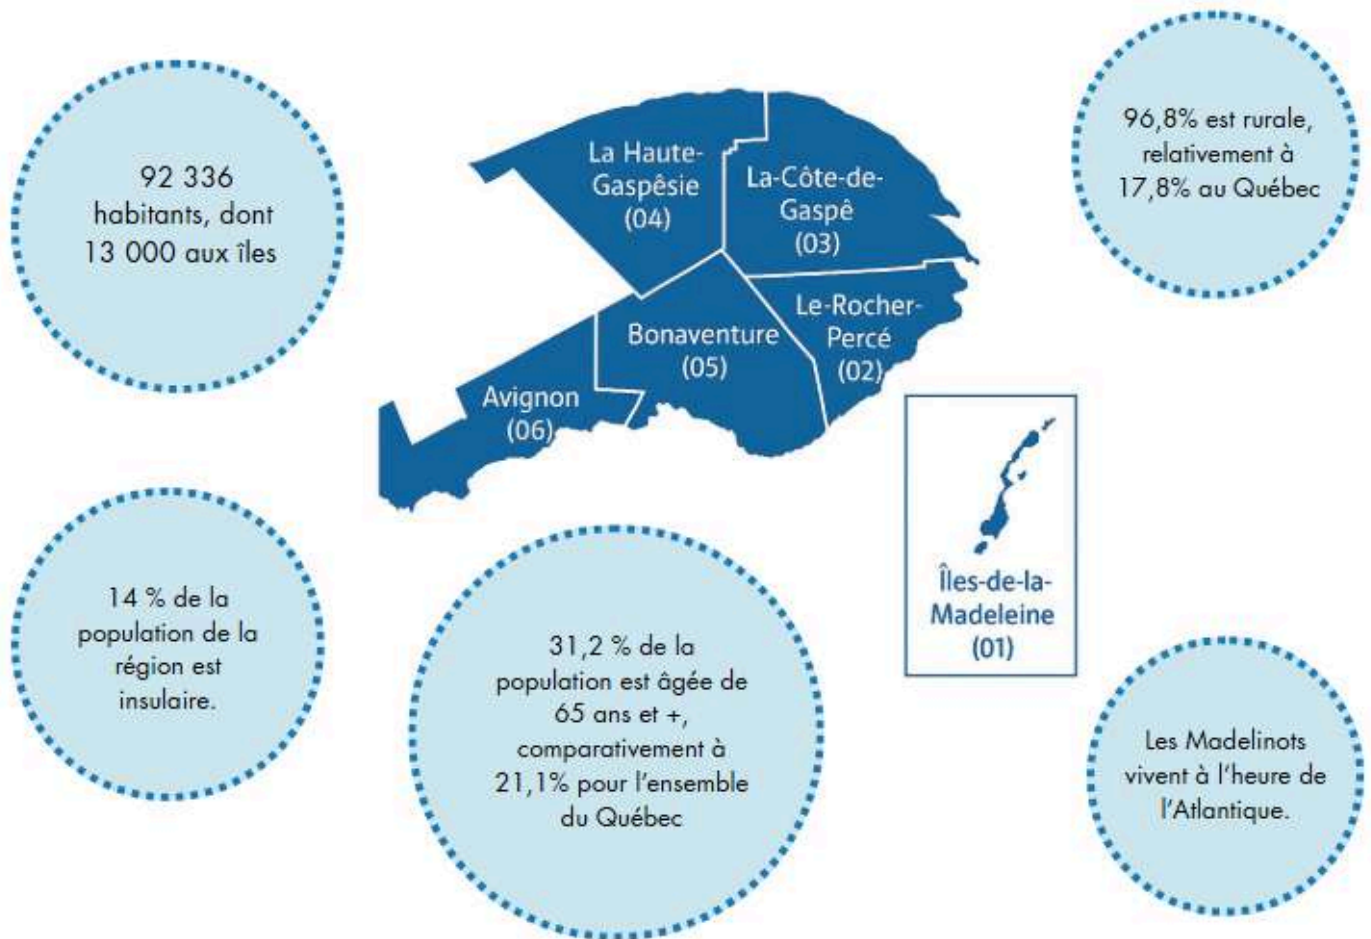 92 336
habitants, dont
13 000 aux îles
La Haute-
Gaspêsie
(04)
La-Côte-de-
Gaspê
(03)
96,8% est rurale,
relativement à
17,8% au Québec
Le-Rocher-
Percé
(02)
Bonaventure
(05)
Avignon
(06)
Îles-de-la-
Madeleine
(01)
14 % de la
population de la
région est
insulaire.
31,2 % de la
population est âgée de
65 ans et +,
comparativement à
21,1% pour l'ensemble
du Québec
Les Madelinots
vivent à l'heure de
l'Atlantique.